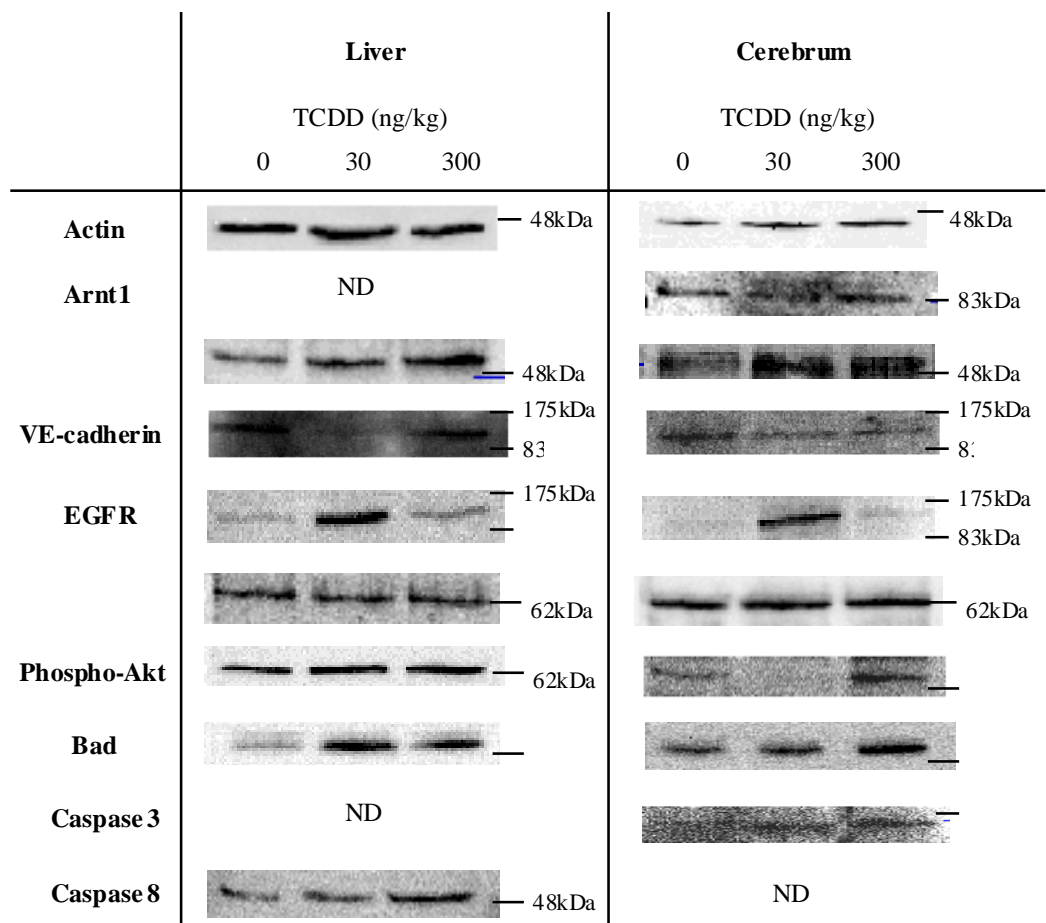 Liver Cerebrum
TCDD (ng/kg) TCDD (ng/kg)
0 30 300 0 30 300
Actin 48kDa 48kDa
Arnt1 ND 83kDa
48kDa 48kDa
175kDa 175kDa
VE-cadherin 83 8
175kDa 175kDa
EGFR 83kDa
62kDa 62kDa
Phospho-Akt 62kDa
Bad
Caspase 3 ND
Caspase 8 48kDa ND